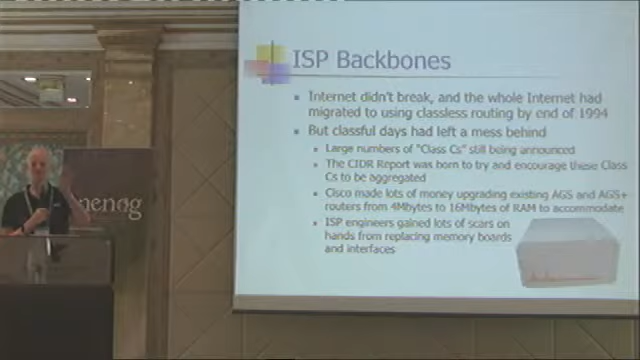 ISP Backbones
Internet didn't break, and the whole Internet had
migrated to using classless routing by end of 1994
But classful days had left a mess behind
Large numbers of "Class Cs" still being announced
The CIDR Report was born to try and encourage these Class
Cs to be aggregated
Cisco made lots of money upgrading existing AGS and AGS+
routers from 4Mbytes to 16Mbytes of RAM to accommodate
ISP engineers gained lots of scars on
hands from replacing memory boards
and interfaces
menog